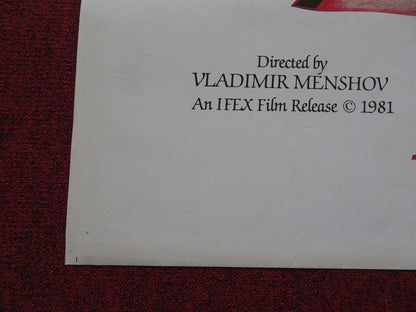 Directed by
VLADIMIR MENSHOV
An IFEX Film Release © 1981